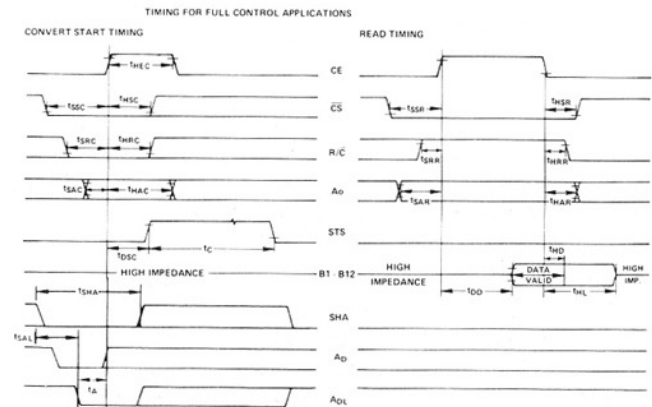 TIMING FOR FULL CONTROL APPLICATIONS
CONVERT START TIMING
READ TIMING
tHEC
CE
tSSC
tHSC
CS
tSSR
tHSR
tSRC
tHRC
R/C
tSRR
tHRR
tSAC
tHAC
Ao
tSAR
tHAR
STS
tDSC
tC
HIGH IMPEDANCE
B1 - B12
HIGH
IMPEDANCE
DATA
VALID
tHD
HIGH
IMP.
tDD
tHL
tSHA
SHA
tSAL
AD
tA
ADL